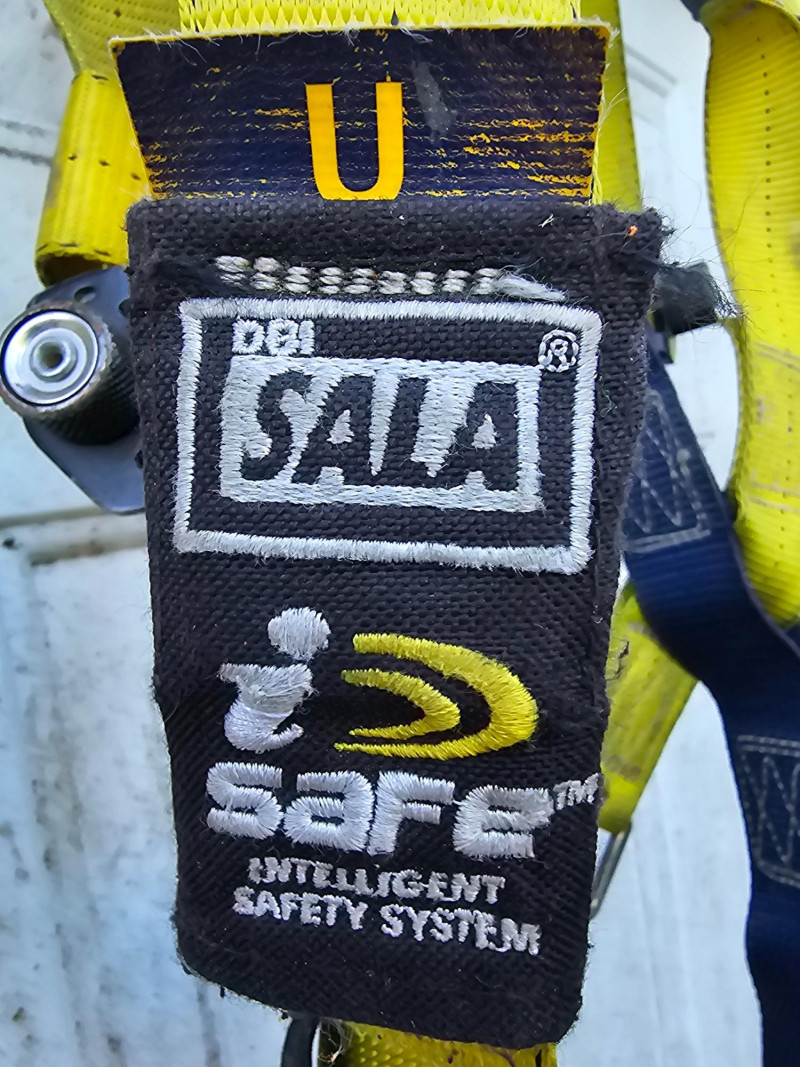 U
DBI
SALA®
i
safe™
INTELLIGENT
SAFETY SYSTEM